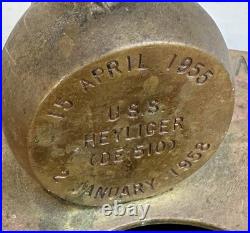 15 APRIL 1955
U.S.S.
HEYLIGER
(DE-510)
2 JANUARY 1958